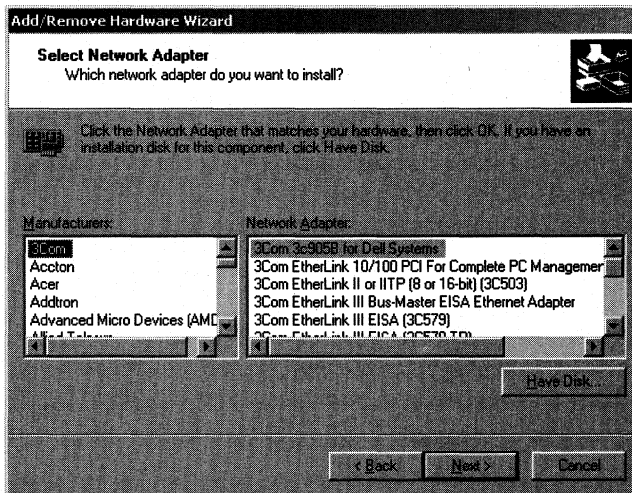 Add/Remove Hardware Wizard
Select Network Adapter
Which network adapter do you want to install?
Click the Network Adapter that matches your hardware, then click OK. If you have an
installation disk for this component, click Have Disk.
Manufacturers:
3Com
Accton
Acer
Addtron
Advanced Micro Devices (AMD
Network Adapter:
3Com 3c905B for Dell Systems
3Com EtherLink 10/100 PCI For Complete PC Managemer
3Com EtherLink II or IITP (8 or 16-bit) (3C503)
3Com EtherLink III Bus-Master EISA Ethernet Adapter
3Com EtherLink III EISA (3C579)
Have Disk...
< Back
Next >
Cancel